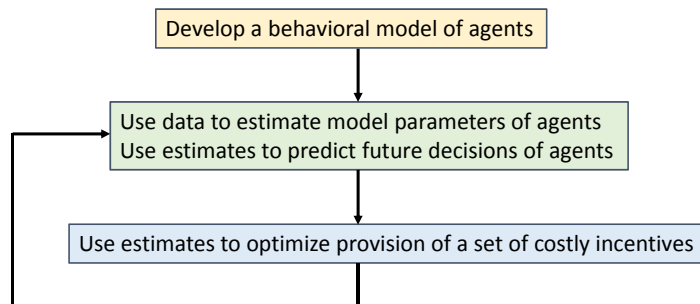 Develop a behavioral model of agents
Use data to estimate model parameters of agents
Use estimates to predict future decisions of agents
Use estimates to optimize provision of a set of costly incentives